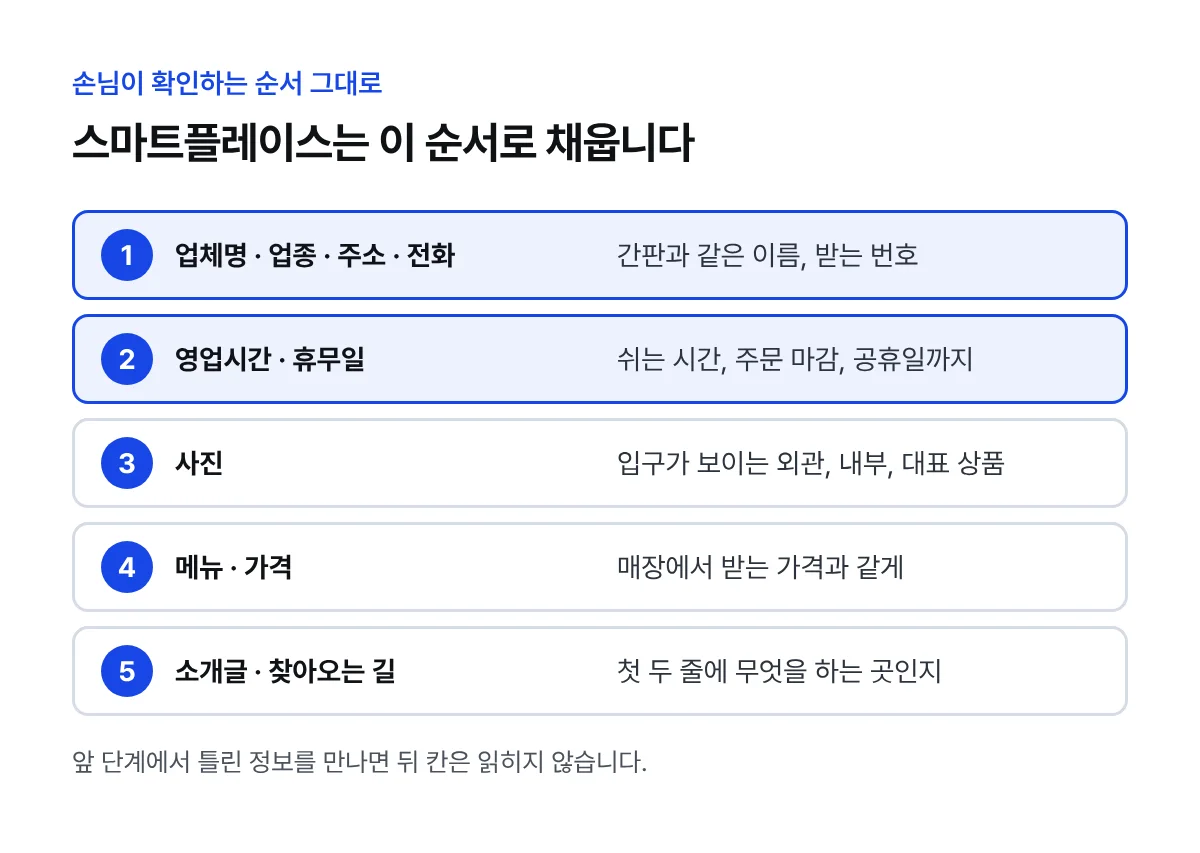 손님이 확인하는 순서 그대로
스마트플레이스는 이 순서로 채웁니다
1 업체명 · 업종 · 주소 · 전화 간판과 같은 이름, 받는 번호
2 영업시간 · 휴무일 쉬는 시간, 주문 마감, 공휴일까지
3 사진 입구가 보이는 외관, 내부, 대표 상품
4 메뉴 · 가격 매장에서 받는 가격과 같게
5 소개글 · 찾아오는 길 첫 두 줄에 무엇을 하는 곳인지
앞 단계에서 틀린 정보를 만나면 뒤 칸은 읽히지 않습니다.